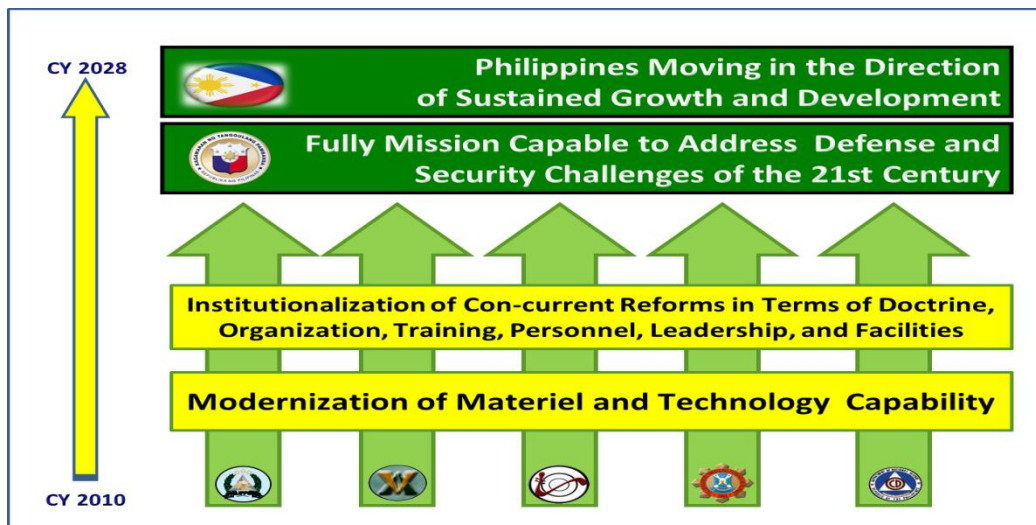 CY 2028
Philippines Moving in the Direction
of Sustained Growth and Development
Fully Mission Capable to Address Defense and
Security Challenges of the 21st Century
Institutionalization of Con-current Reforms in Terms of Doctrine,
Organization, Training, Personnel, Leadership, and Facilities
Modernization of Materiel and Technology Capability
CY 2010